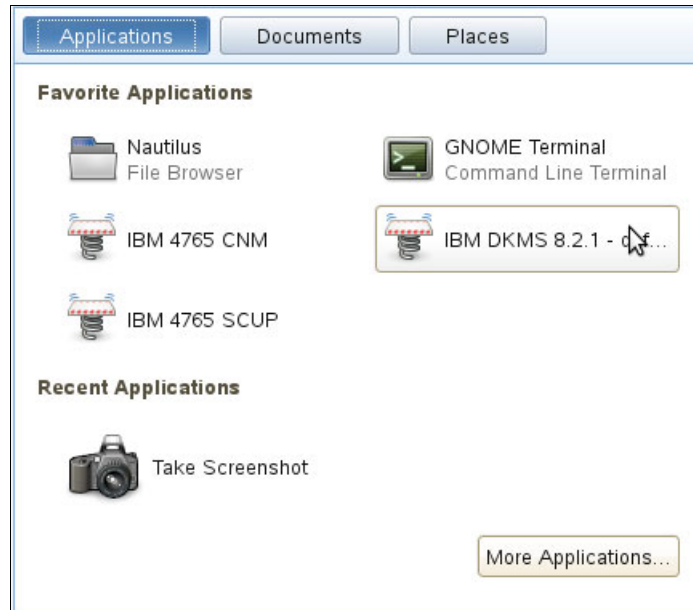 Applications Documents Places
Favorite Applications
Nautilus
File Browser
GNOME Terminal
Command Line Terminal
IBM 4765 CNM
IBM DKMS 8.2.1 -
IBM 4765 SCUP
Recent Applications
Take Screenshot
More Applications...